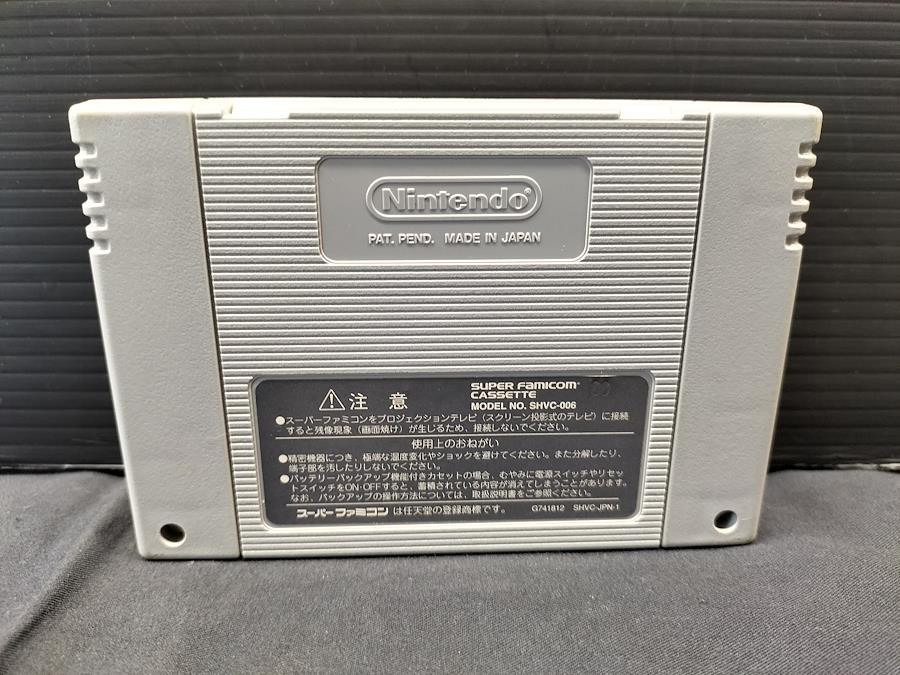 Nintendo®
PAT. PEND. MADE IN JAPAN
注意
SUPER FAMICOM®
CASSETTE
MODEL NO. SHVC-006
●スーパーファミコンをプロジェクションテレビ（スクリーン投影式のテレビ）に接続
すると残像現象（画面焼け）が生じるため、接続しないでください。
使用上のおねがい
●精密機器につき、極端な温度変化やショックを避けてください。また分解したり、
端子部を汚したりしないでください。
●バッテリーバックアップ機能付きカセットの場合、むやみに電源スイッチやリセッ
トスイッチをON・OFFすると、蓄積されている内容が消えてしまうことがあります。
なお、バックアップの操作方法については、取扱説明書をご参照ください。
スーパーファミコン は任天堂の登録商標です。 G741812 SHVC-JPN-1